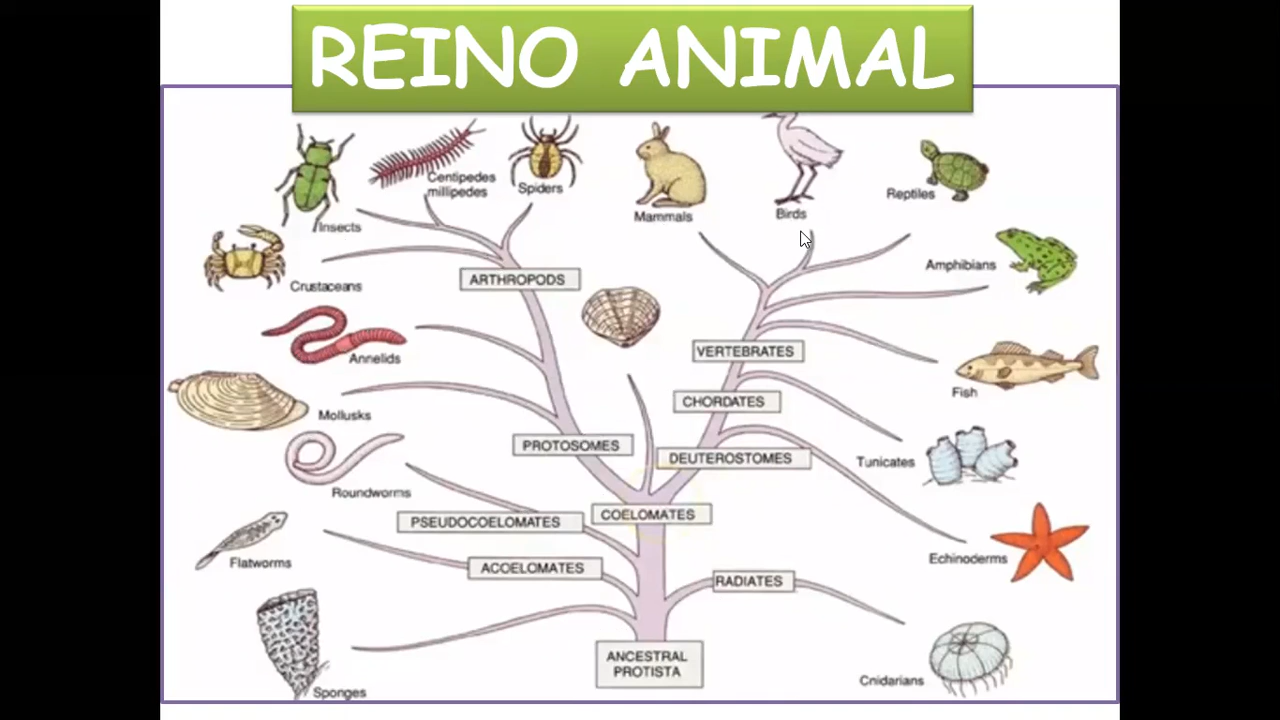 REINO ANIMAL
Centipedes
millipedes
Spiders
Insects
Mammals
Birds
Reptiles
Crustaceans
ARTHROPODS
Amphibians
Annelids
VERTEBRATES
Fish
Mollusks
CHORDATES
PROTOSOMES
DEUTEROSTOMES
Tunicates
Roundworms
PSEUDOCOELOMATES
COELOMATES
Flatworms
ACOELOMATES
RADIATES
Echinoderms
ANCESTRAL
PROTISTA
Sponges
Cnidarians